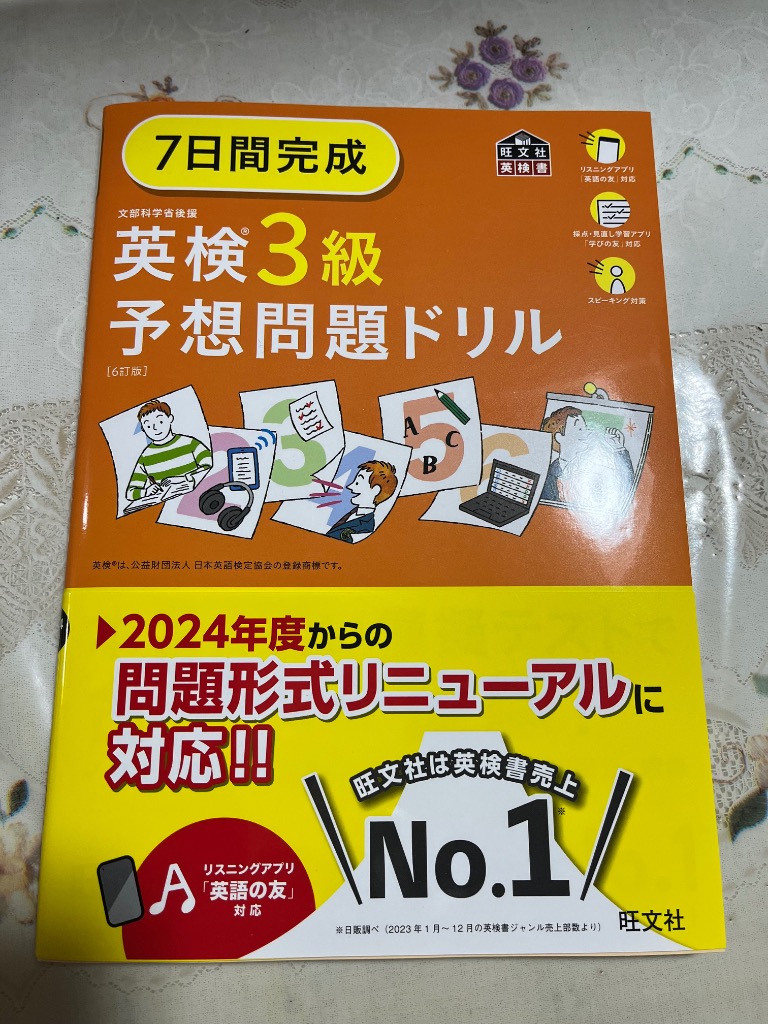 7日間完成
旺文社
英検書
リスニングアプリ
「英語の友」対応
採点・見直し学習アプリ
「学びの友」対応
スピーキング対策
文部科学省後援
英検®3級
予想問題ドリル
[6訂版]
2
3
4
5
6
A
B
C
英検®は、公益財団法人 日本英語検定協会の登録商標です。
▶2024年度からの
問題形式リニューアルに
対応!!
旺文社は英検書売上
No.1※
リスニングアプリ
「英語の友」
対応
※日販調べ（2023年1月〜12月の英検書ジャンル売上部数より）
旺文社